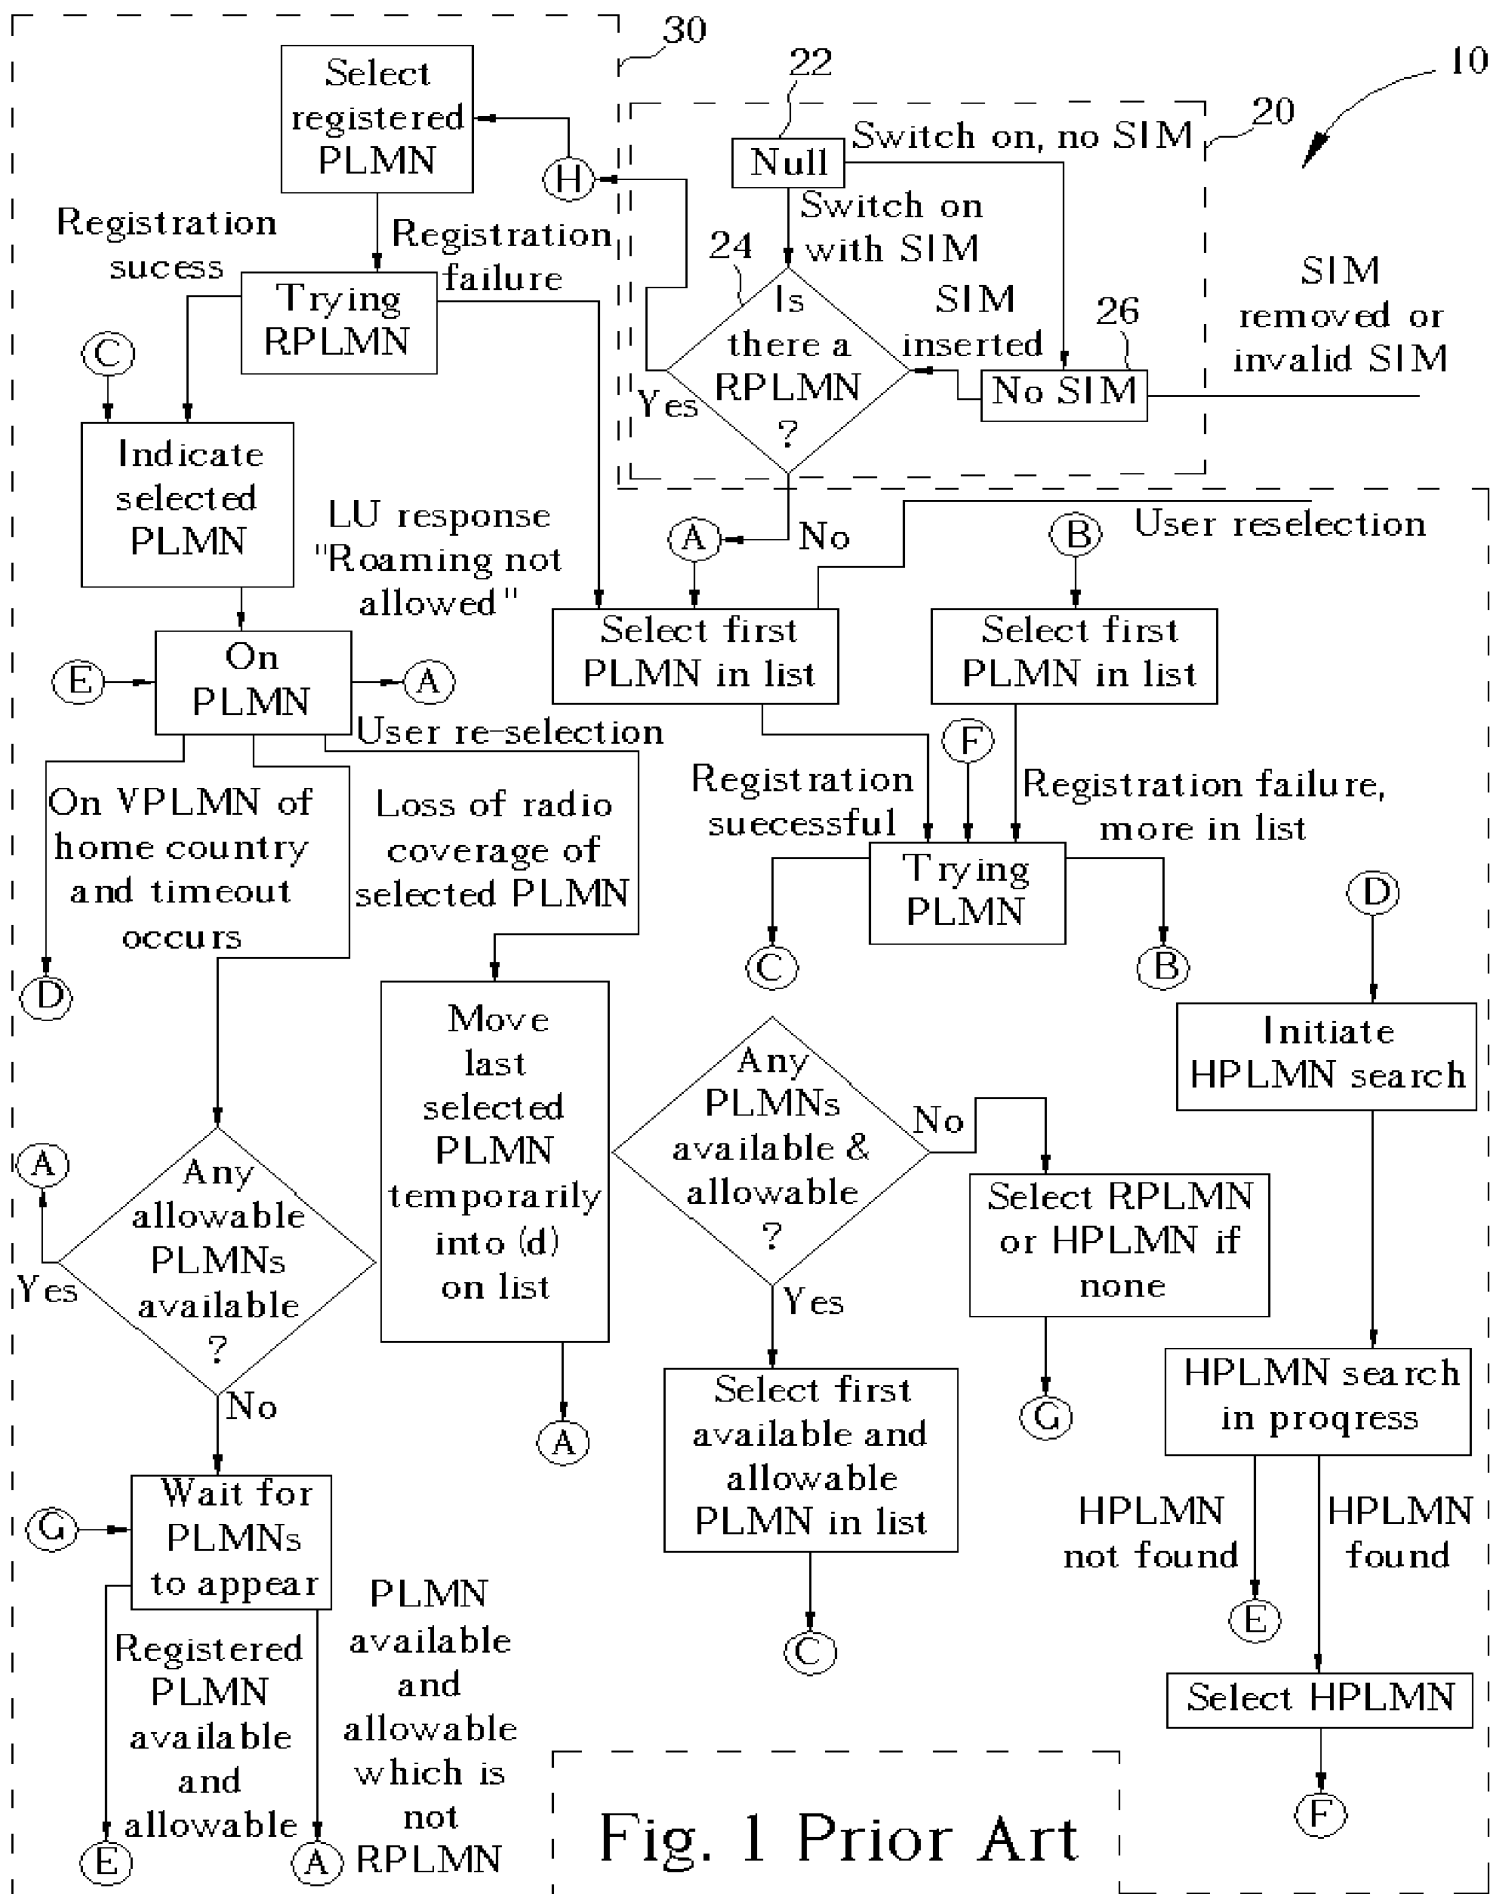 30
Select
registered
PLMN
H
Registration
sucess
Registration
failure
Trying
RPLMN
C
Indicate
selected
PLMN
LU response
"Roaming not
allowed"
On
PLMN
E
A
User re-selection
22
10
20
Switch on, no SIM
Null
Switch on
with SIM
24
Is
there a
RPLMN
?
SIM
inserted
26
No SIM
SIM
removed or
invalid SIM
Yes
No
A
User reselection
B
Select first
PLMN in list
Select first
PLMN in list
F
Registration
suecessful
Registration failure,
more in list
Trying
PLMN
C
B
D
On VPLMN of
home country
and timeout
occurs
D
Loss of radio
coverage of
selected PLMN
Move
last
selected
PLMN
temporarily
into (d)
on list
A
Any
PLMNs
available &
allowable
?
No
Yes
Select RPLMN
or HPLMN if
none
G
Select first
available and
allowable
PLMN in list
C
Initiate
HPLMN search
HPLMN search
in proqress
HPLMN
not found
HPLMN
found
E
Select HPLMN
F
A
Yes
Any
allowable
PLMNs
available
?
No
G
Wait for
PLMNs
to appear
Registered
PLMN
available
and
allowable
E
PLMN
available
and
allowable
which is
not
RPLMN
A
Fig. 1 Prior Art